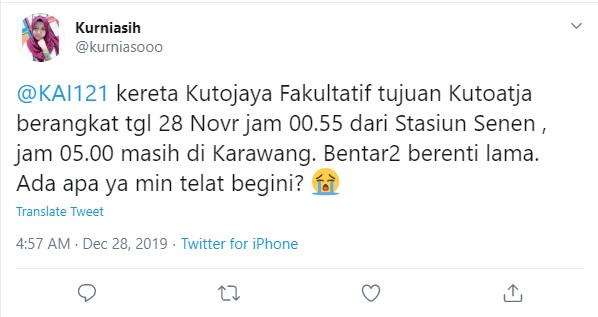 Kurniasih
@kurniasooo
@KAI121 kereta Kutojaya Fakultatif tujuan Kutoatja
berangkat tgl 28 Novr jam 00.55 dari Stasiun Senen ,
jam 05.00 masih di Karawang. Bentar2 berenti lama.
Ada apa ya min telat begini? 😭
Translate Tweet
4:57 AM · Dec 28, 2019 · Twitter for iPhone